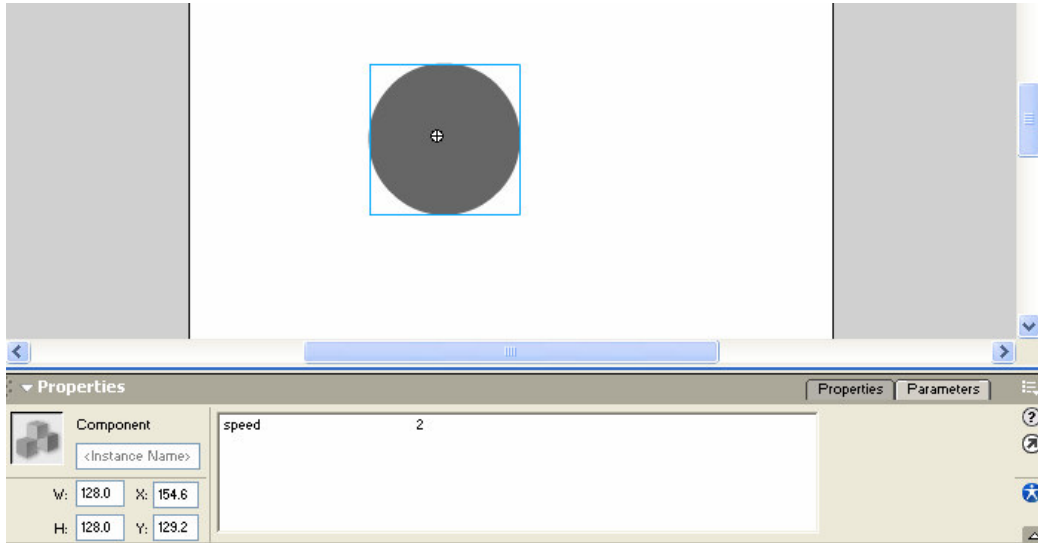 Properties
Properties Parameters
Component
<Instance Name>
speed 2
W: 128.0 X: 154.6
H: 128.0 Y: 129.2
?